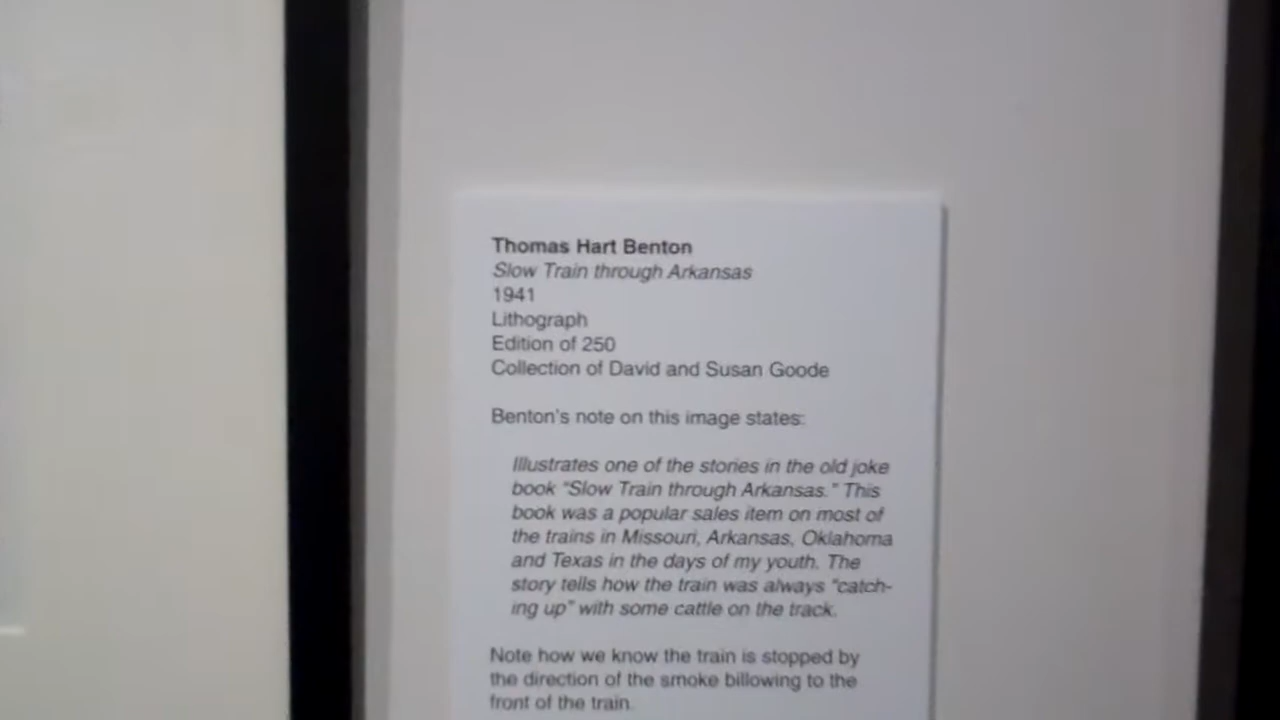 Thomas Hart Benton
Slow Train through Arkansas
1941
Lithograph
Edition of 250
Collection of David and Susan Goode
Benton's note on this image states:
Illustrates one of the stories in the old joke
book "Slow Train through Arkansas." This
book was a popular sales item on most of
the trains in Missouri, Arkansas, Oklahoma
and Texas in the days of my youth. The
story tells how the train was always "catch-
ing up" with some cattle on the track.
Note how we know the train is stopped by
the direction of the smoke billowing to the
front of the train.